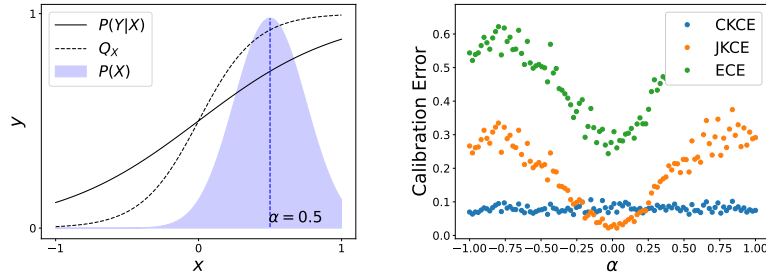 P(Y|X)
Q_X
P(X)
1
0
y
-1
0
1
x
α = 0.5
CKCE
JKCE
ECE
0.6
0.5
0.4
0.3
0.2
0.1
0.0
Calibration Error
-1.00 -0.75 -0.50 -0.25 0.00 0.25 0.50 0.75 1.00
α